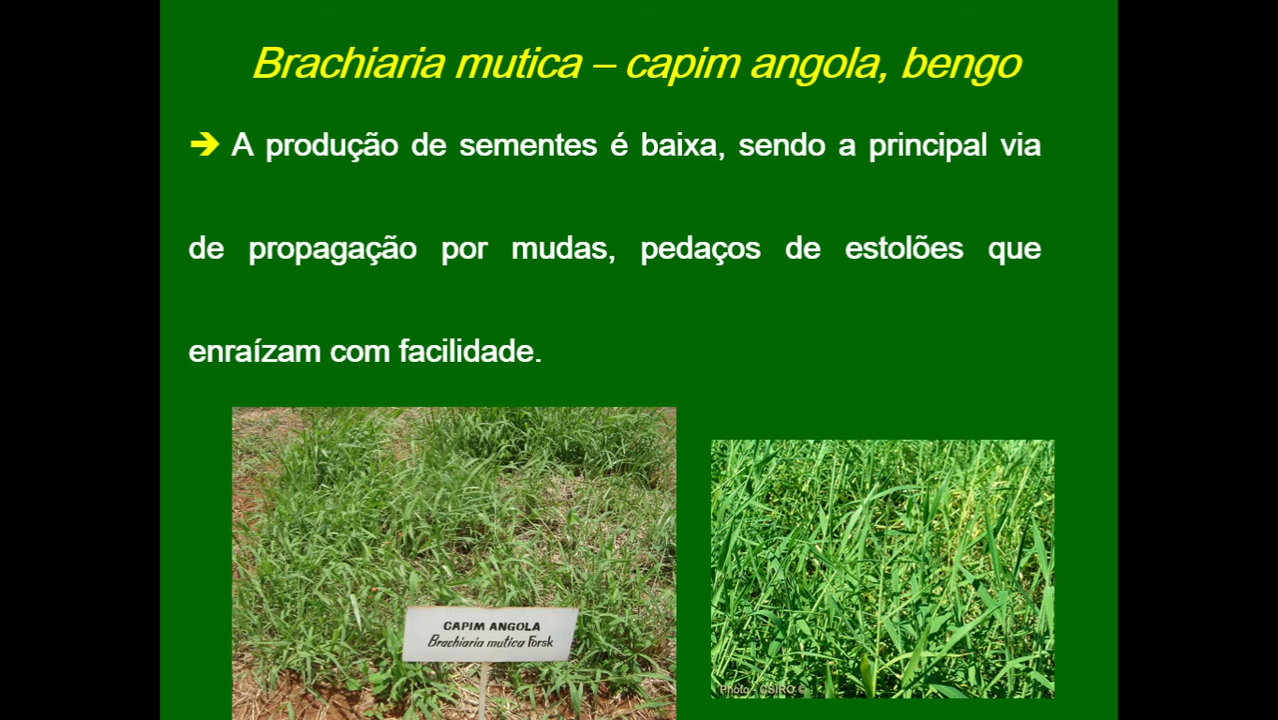 Brachiaria mutica – capim angola, bengo
➔ A produção de sementes é baixa, sendo a principal via
de propagação por mudas, pedaços de estolões que
enraízam com facilidade.
CAPIM ANGOLA
Brachiaria mutica Forsk
Photo - CSIRO ©